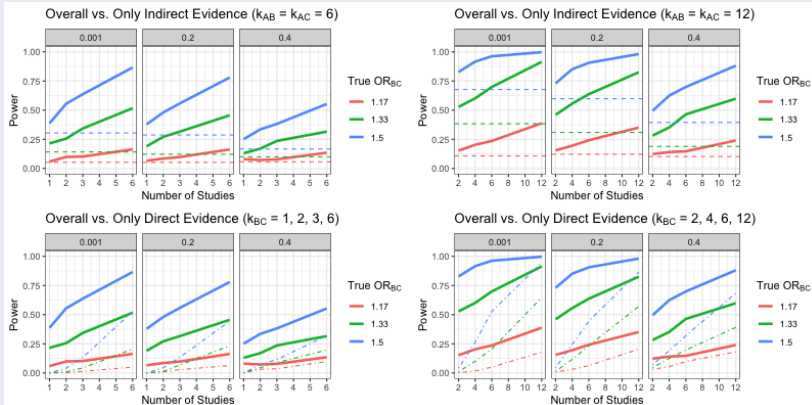 Overall vs. Only Indirect Evidence (kAB = kAC = 6)
0.001 0.2 0.4
1.00
0.75
0.50
0.25
0.00
Power
1 2 3 4 5 6 1 2 3 4 5 6 1 2 3 4 5 6
Number of Studies
True ORBC
1.17
1.33
1.5
Overall vs. Only Indirect Evidence (kAB = kAC = 12)
0.001 0.2 0.4
1.00
0.75
0.50
0.25
0.00
Power
2 4 6 8 10 12 2 4 6 8 10 12 2 4 6 8 10 12
Number of Studies
True ORBC
1.17
1.33
1.5
Overall vs. Only Direct Evidence (kBC = 1, 2, 3, 6)
0.001 0.2 0.4
1.00
0.75
0.50
0.25
0.00
Power
1 2 3 4 5 6 1 2 3 4 5 6 1 2 3 4 5 6
Number of Studies
True ORBC
1.17
1.33
1.5
Overall vs. Only Direct Evidence (kBC = 2, 4, 6, 12)
0.001 0.2 0.4
1.00
0.75
0.50
0.25
0.00
Power
2 4 6 8 10 12 2 4 6 8 10 12 2 4 6 8 10 12
Number of Studies
True ORBC
1.17
1.33
1.5